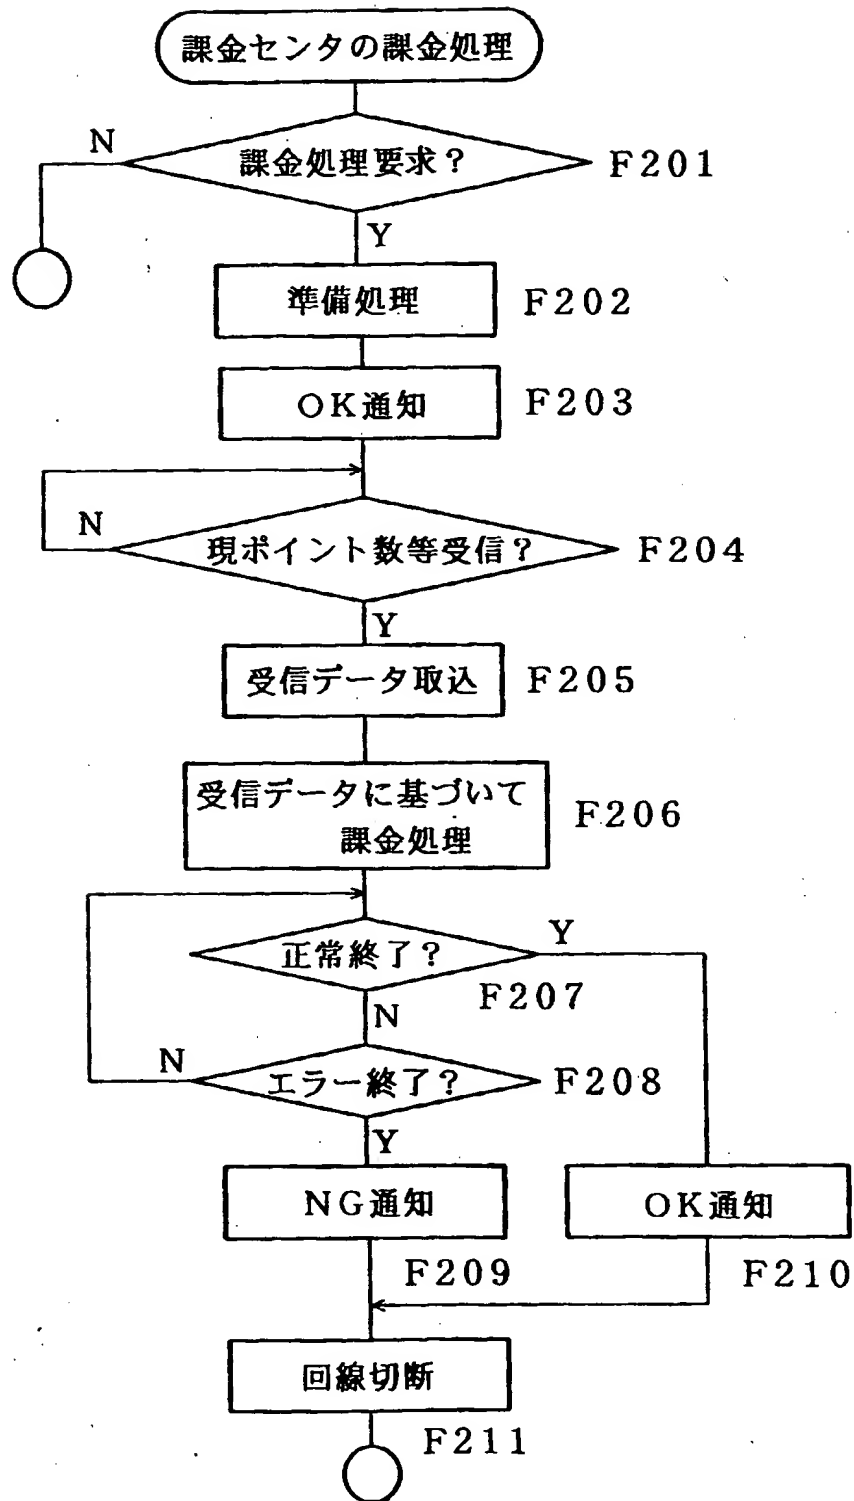 課金センタの課金処理
N
課金処理要求？
F201
Y
準備処理
F202
OK通知
F203
N
現ポイント数等受信？
F204
Y
受信データ取込
F205
受信データに基づいて
課金処理
F206
正常終了？
Y
F207
N
N
エラー終了？
F208
Y
NG通知
OK通知
F209
F210
回線切断
F211